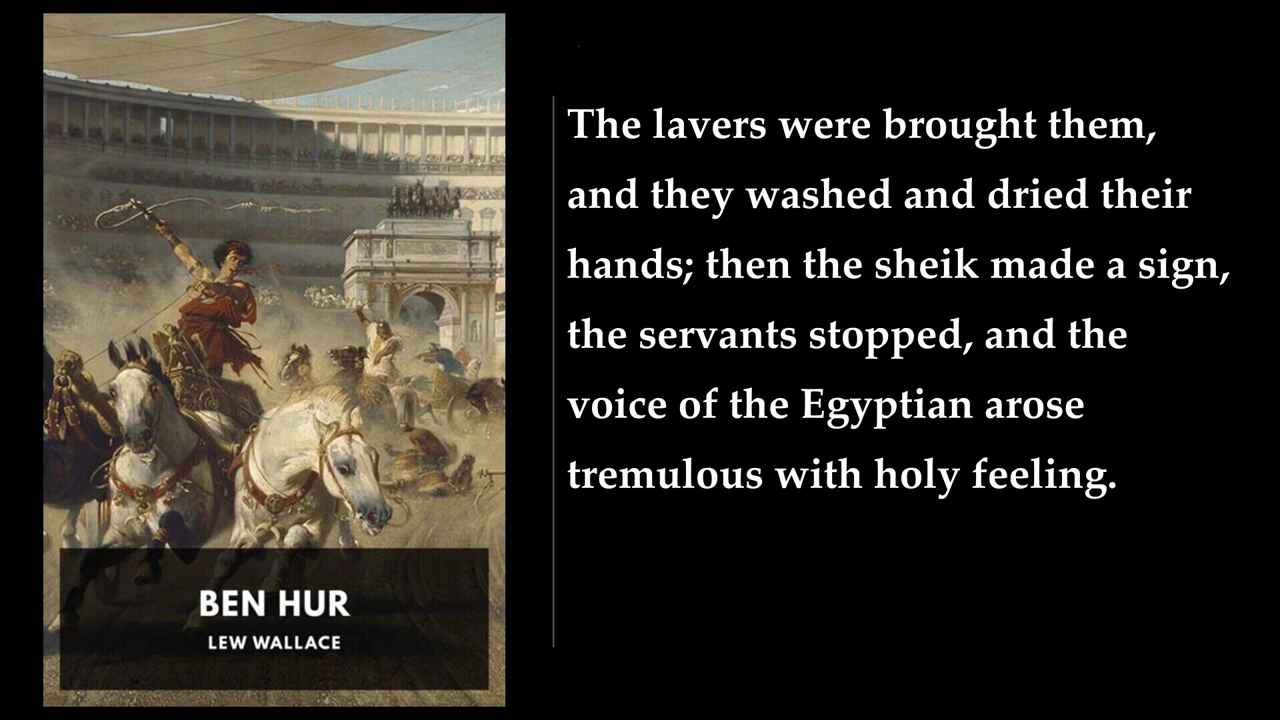 BEN HUR
LEW WALLACE
The lavers were brought them,
and they washed and dried their
hands; then the sheik made a sign,
the servants stopped, and the
voice of the Egyptian arose
tremulous with holy feeling.